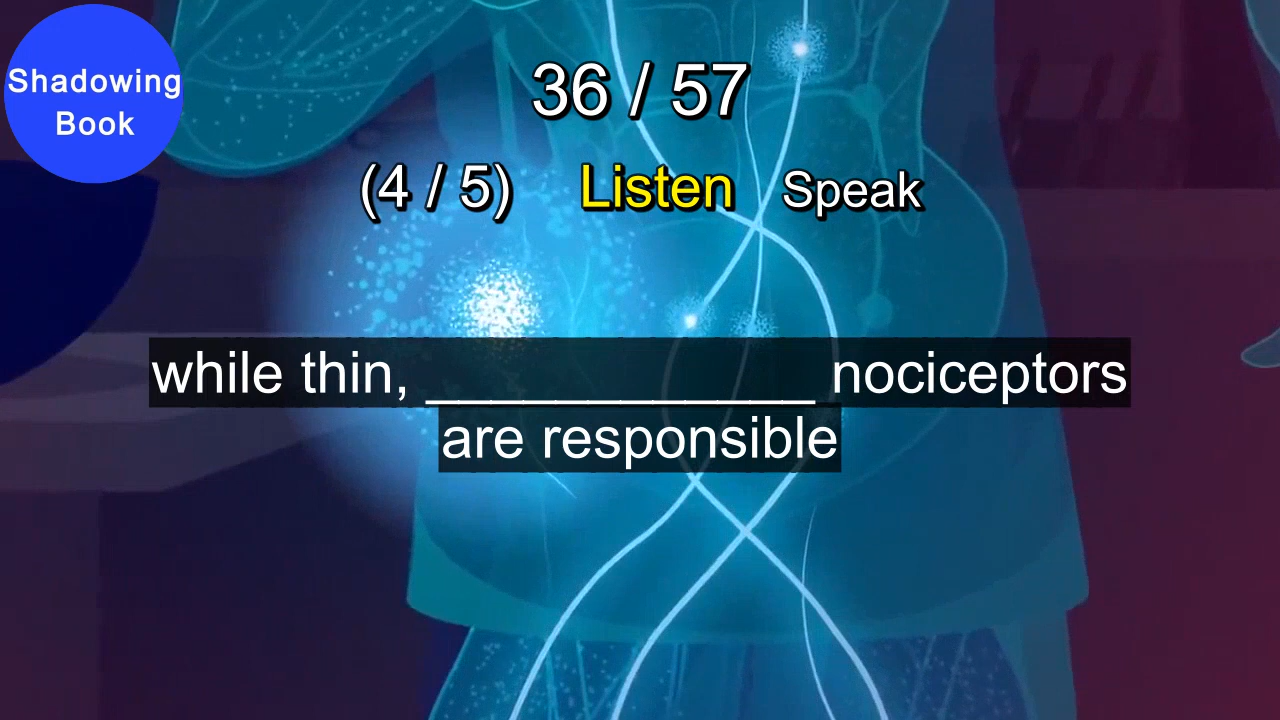 Shadowing
Book
36 / 57
(4 / 5) Listen Speak
while thin, ____________ nociceptors
are responsible